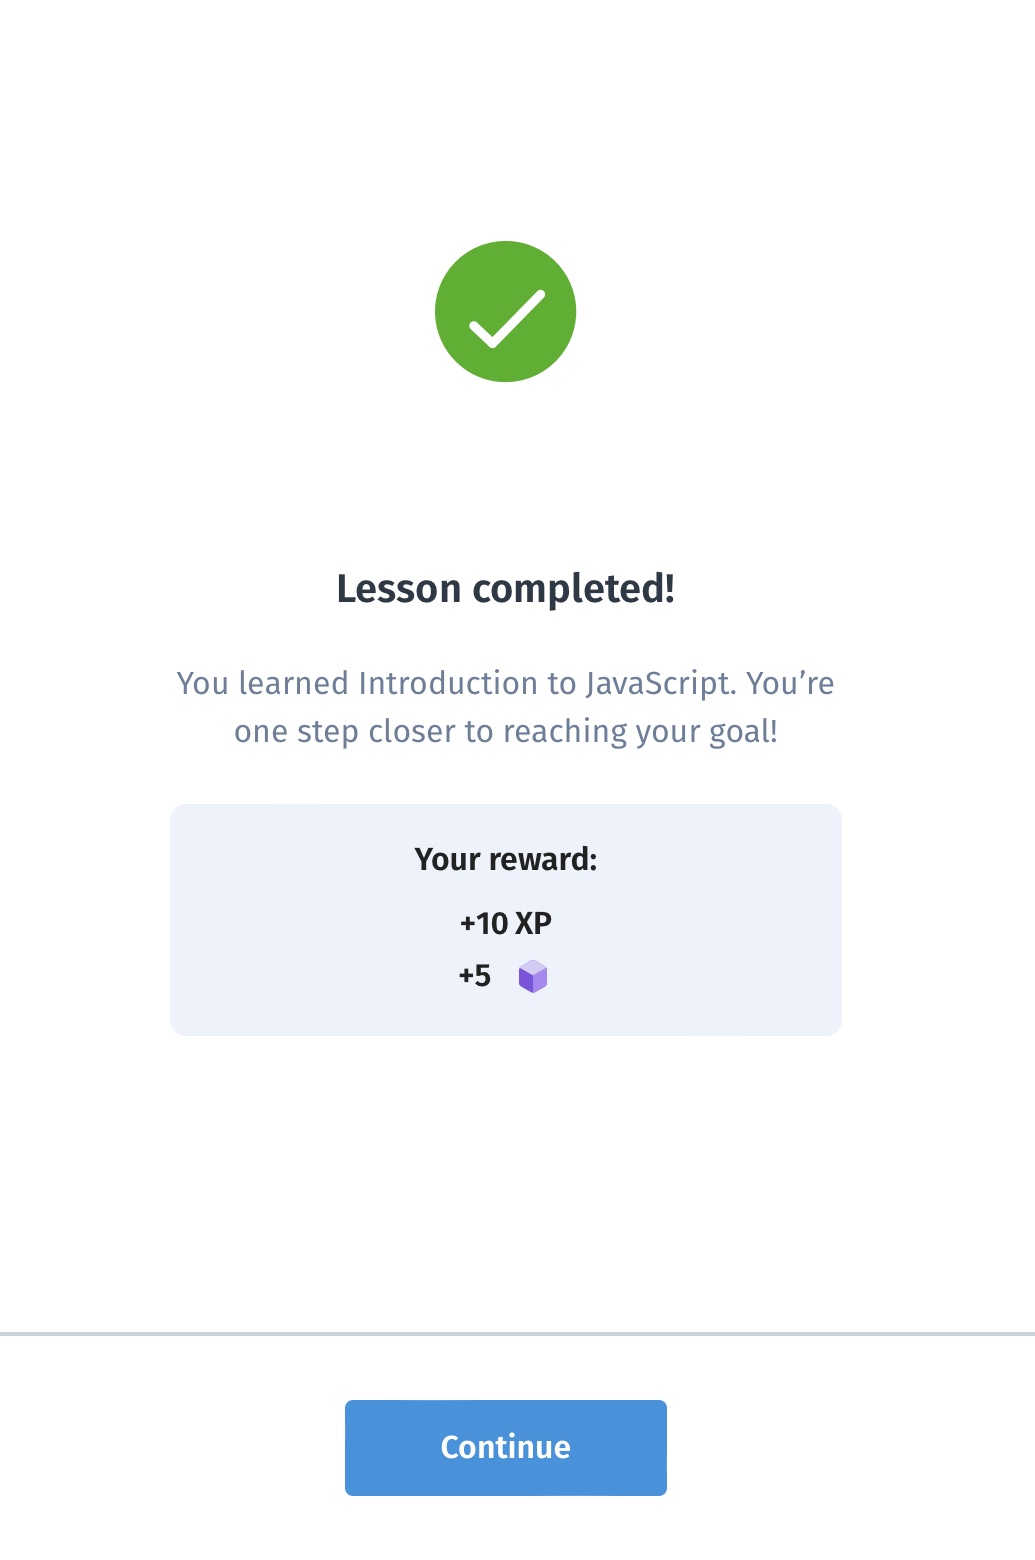 Lesson completed!
You learned Introduction to JavaScript. You’re
one step closer to reaching your goal!
Your reward:
+10 XP
+5
Continue